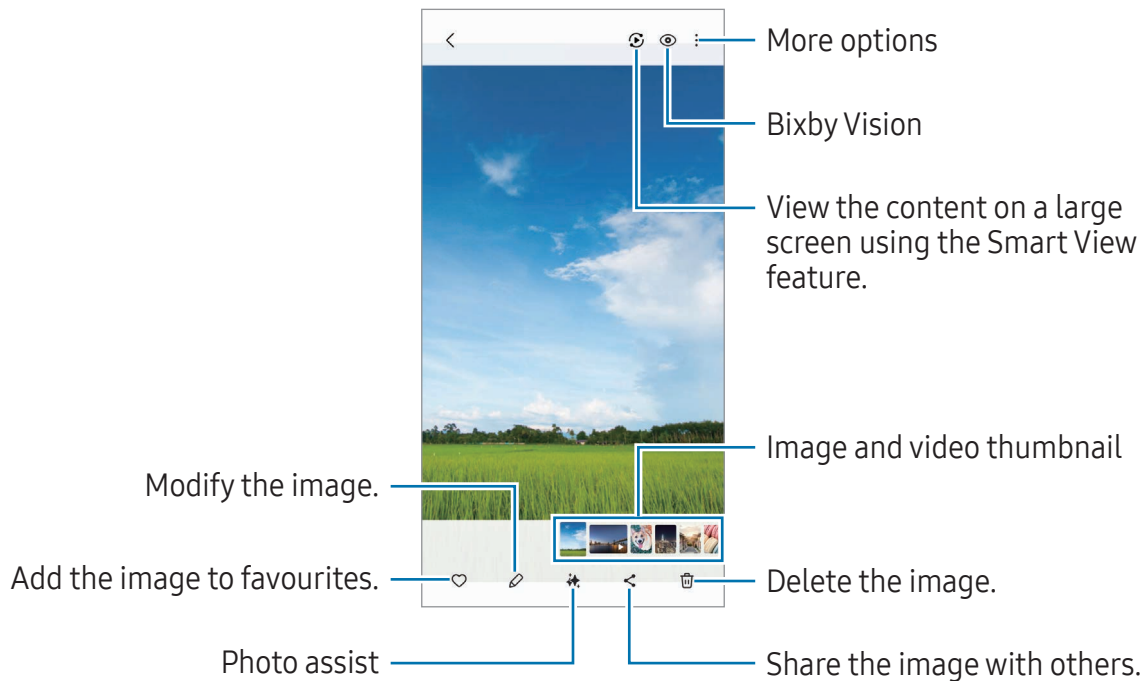 More options
Bixby Vision
View the content on a large
screen using the Smart View
feature.
Image and video thumbnail
Modify the image.
Add the image to favourites.
Delete the image.
Photo assist
Share the image with others.